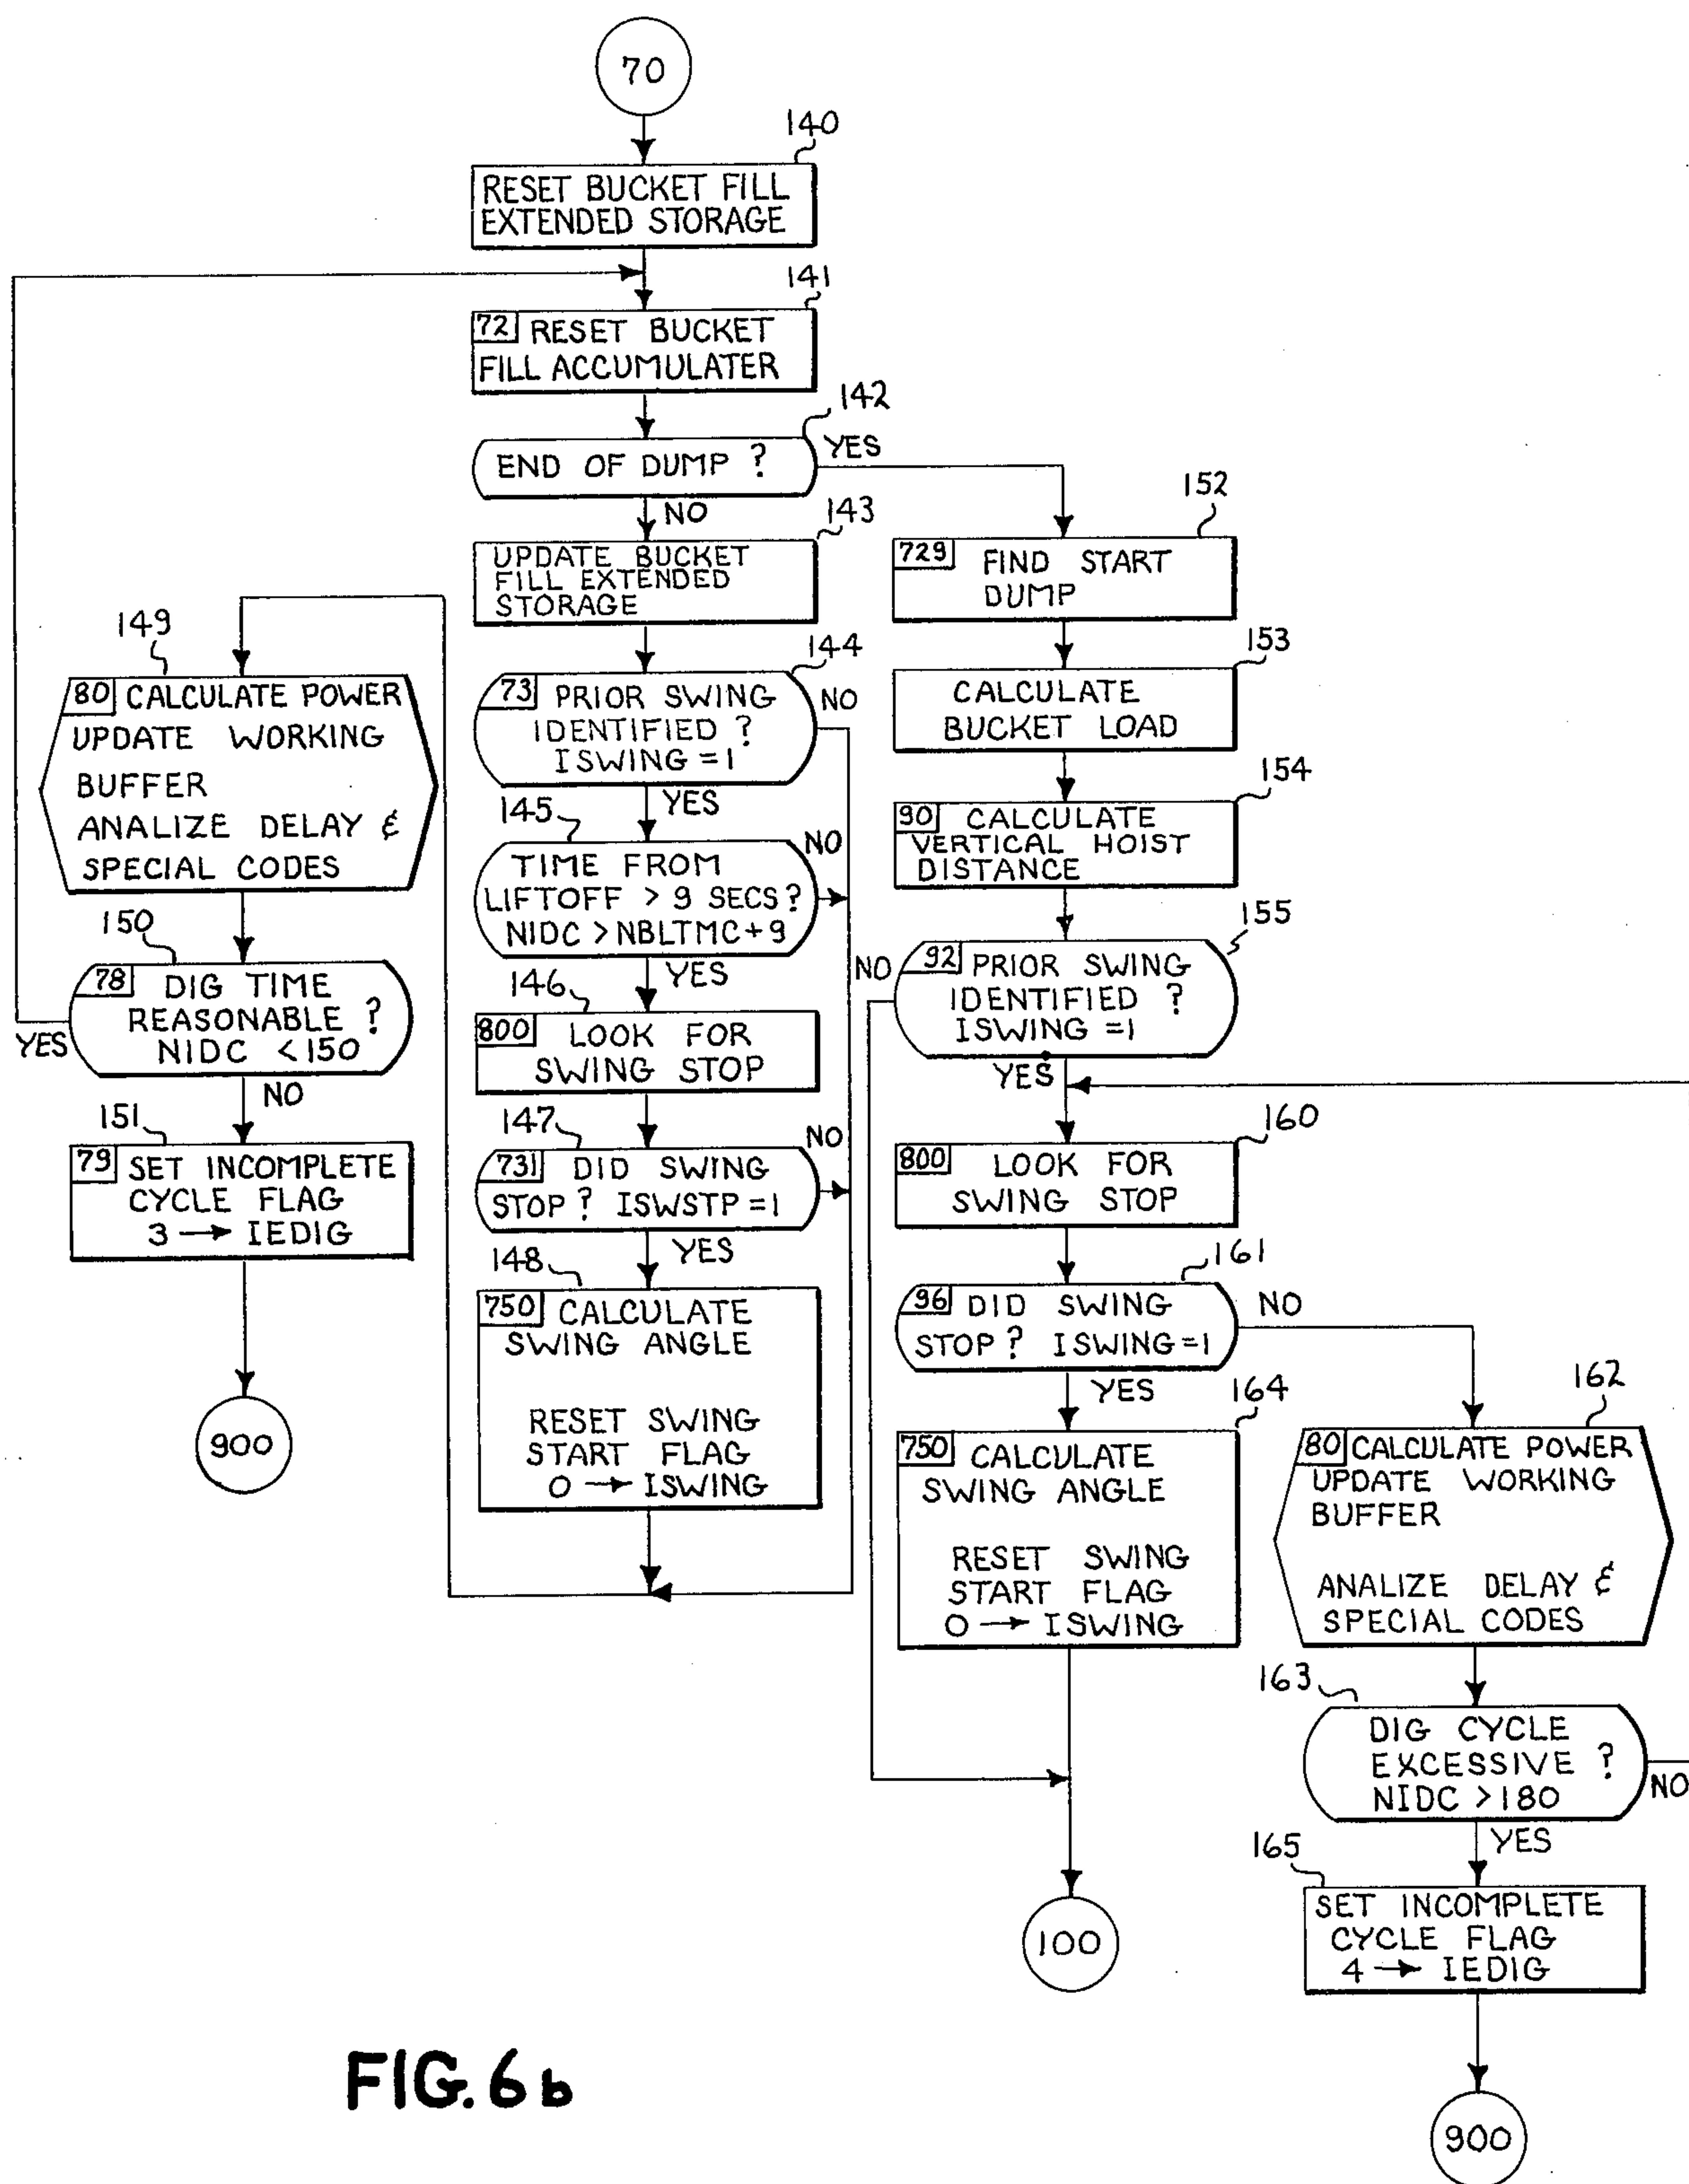 70
140
RESET BUCKET FILL
EXTENDED STORAGE
141
72 RESET BUCKET
FILL ACCUMULATER
142
END OF DUMP ?
YES
NO
143
UPDATE BUCKET
FILL EXTENDED
STORAGE
144
73 PRIOR SWING
IDENTIFIED ?
ISWING = 1
NO
YES
145
TIME FROM
LIFTOFF > 9 SECS?
NIDC > NBLTMC + 9
NO
YES
146
800 LOOK FOR
SWING STOP
147
731 DID SWING
STOP? ISWSTP = 1
NO
YES
148
750 CALCULATE
SWING ANGLE
RESET SWING
START FLAG
0 → ISWING
149
80 CALCULATE POWER
UPDATE WORKING
BUFFER
ANALIZE DELAY &
SPECIAL CODES
150
78 DIG TIME
REASONABLE ?
NIDC < 150
YES
NO
151
79 SET INCOMPLETE
CYCLE FLAG
3 → IEDIG
900
152
729 FIND START
DUMP
153
CALCULATE
BUCKET LOAD
154
90 CALCULATE
VERTICAL HOIST
DISTANCE
155
92 PRIOR SWING
IDENTIFIED ?
ISWING = 1
NO
YES
160
800 LOOK FOR
SWING STOP
161
96 DID SWING
STOP? ISWING = 1
NO
YES
164
750 CALCULATE
SWING ANGLE
RESET SWING
START FLAG
0 → ISWING
100
162
80 CALCULATE POWER
UPDATE WORKING
BUFFER
ANALIZE DELAY &
SPECIAL CODES
163
DIG CYCLE
EXCESSIVE ?
NIDC > 180
NO
YES
165
SET INCOMPLETE
CYCLE FLAG
4 → IEDIG
900
FIG. 6b